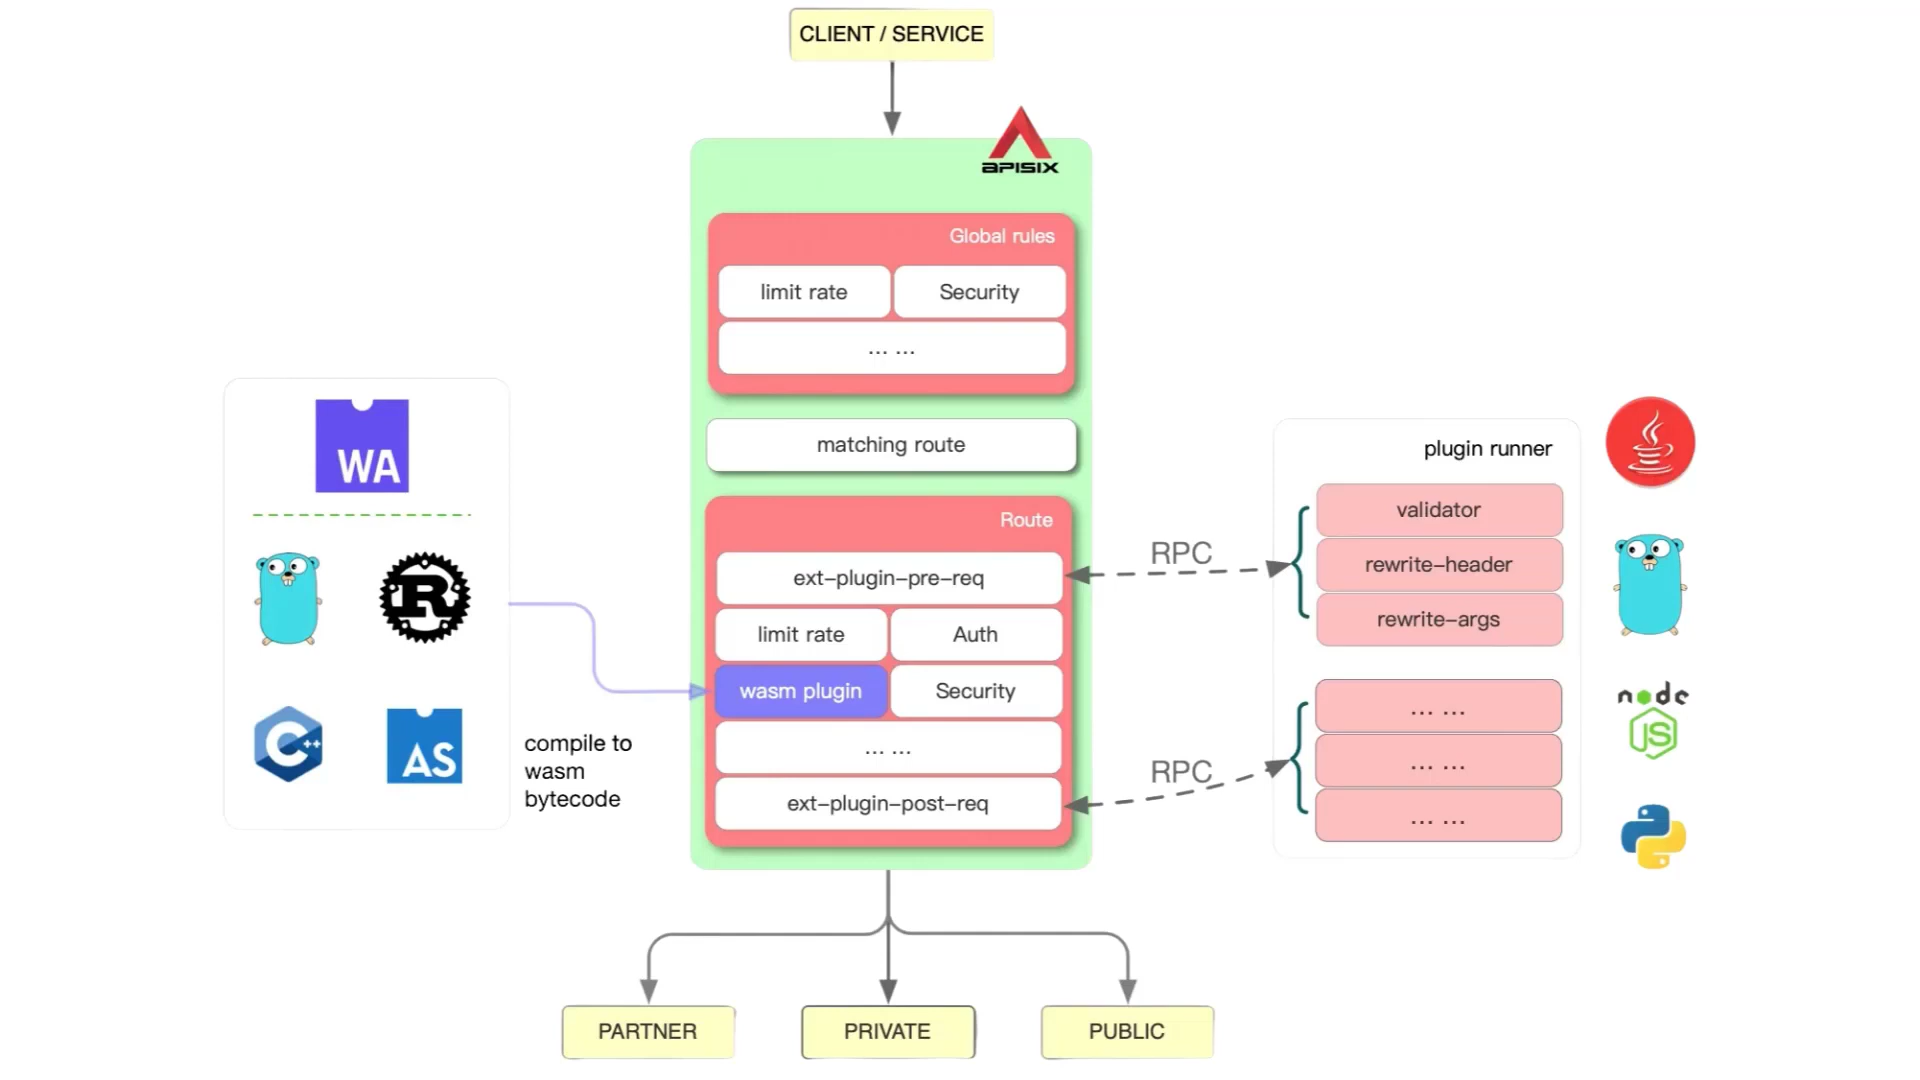 CLIENT / SERVICE
APISIX
Global rules
limit rate
Security
... ...
matching route
Route
ext-plugin-pre-req
limit rate
Auth
wasm plugin
Security
... ...
ext-plugin-post-req
WA
R
C++
AS
compile to
wasm
bytecode
RPC
RPC
plugin runner
validator
rewrite-header
rewrite-args
... ...
... ...
... ...
node
JS
PARTNER
PRIVATE
PUBLIC